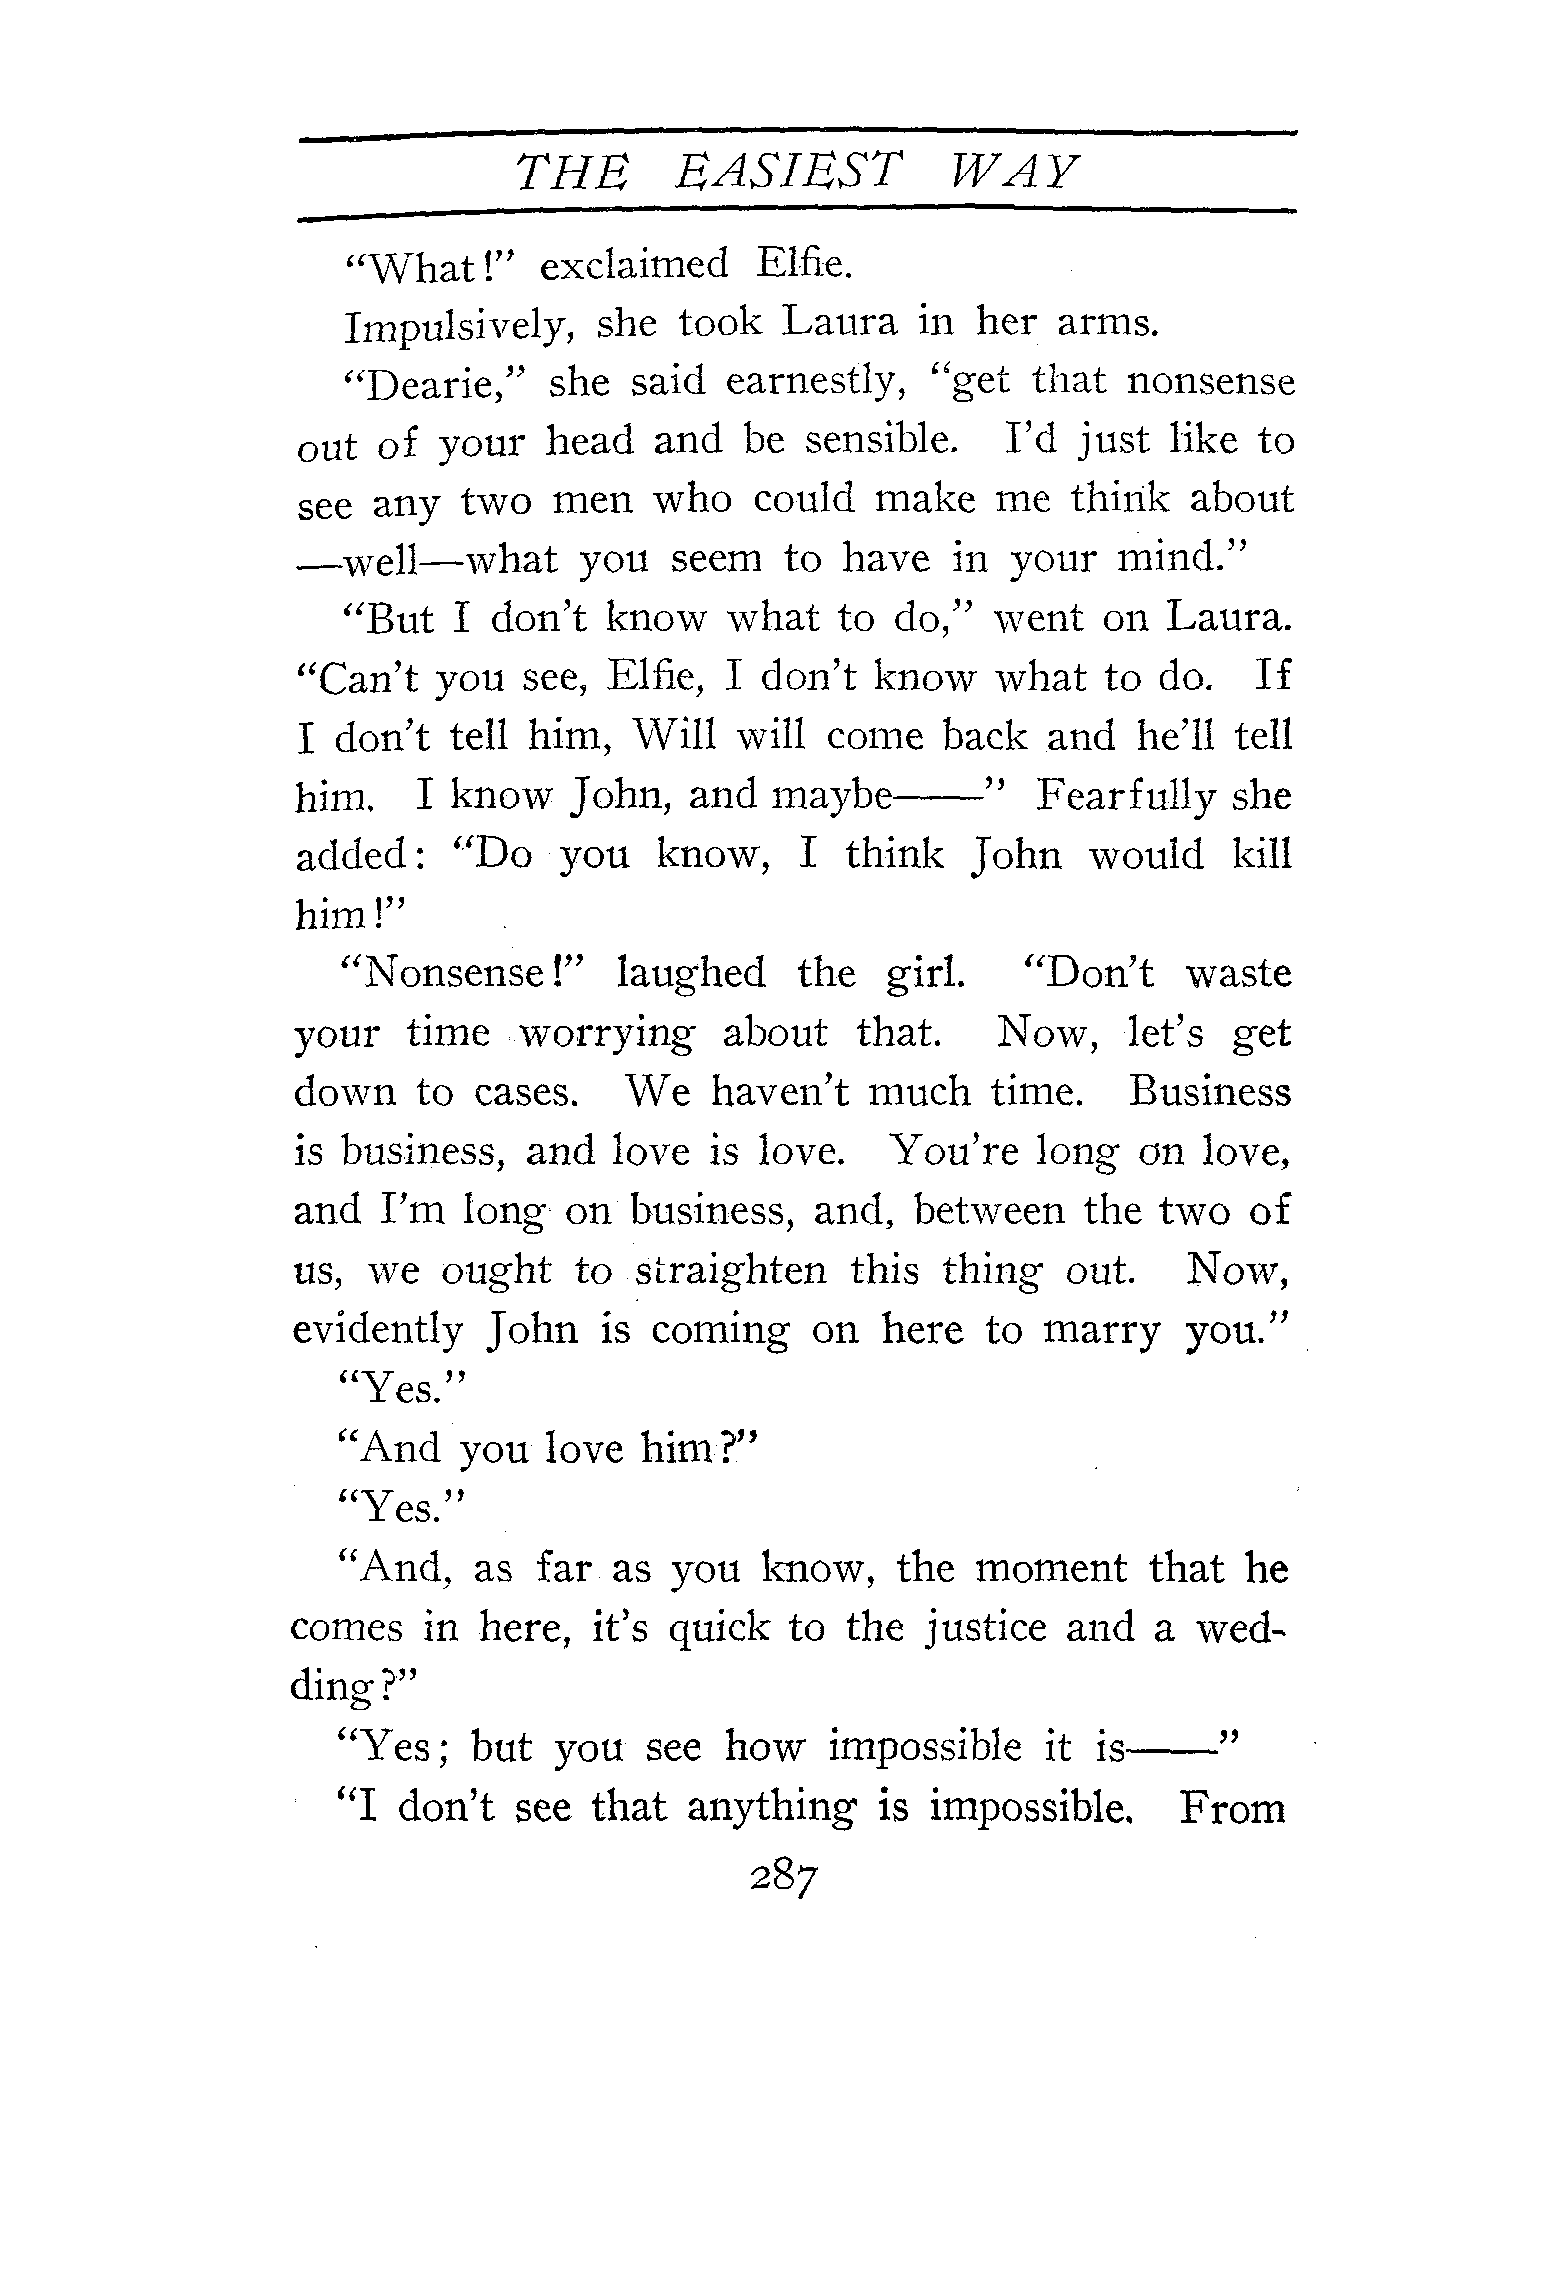 THE EASIEST WAY
“What!” exclaimed Elfie.
Impulsively, she took Laura in her arms.
“Dearie,” she said earnestly, “get that nonsense
out of your head and be sensible. I’d just like to
see any two men who could make me think about
—well—what you seem to have in your mind.”
“But I don’t know what to do,” went on Laura.
“Can’t you see, Elfie, I don’t know what to do. If
I don’t tell him, Will will come back and he’ll tell
him. I know John, and maybe——” Fearfully she
added: “Do you know, I think John would kill
him!”
“Nonsense!” laughed the girl. “Don’t waste
your time worrying about that. Now, let’s get
down to cases. We haven’t much time. Business
is business, and love is love. You’re long on love,
and I’m long on business, and, between the two of
us, we ought to straighten this thing out. Now,
evidently John is coming on here to marry you.”
“Yes.”
“And you love him?”
“Yes.”
“And, as far as you know, the moment that he
comes in here, it’s quick to the justice and a wed-
ding?”
“Yes; but you see how impossible it is——”
“I don’t see that anything is impossible. From
287